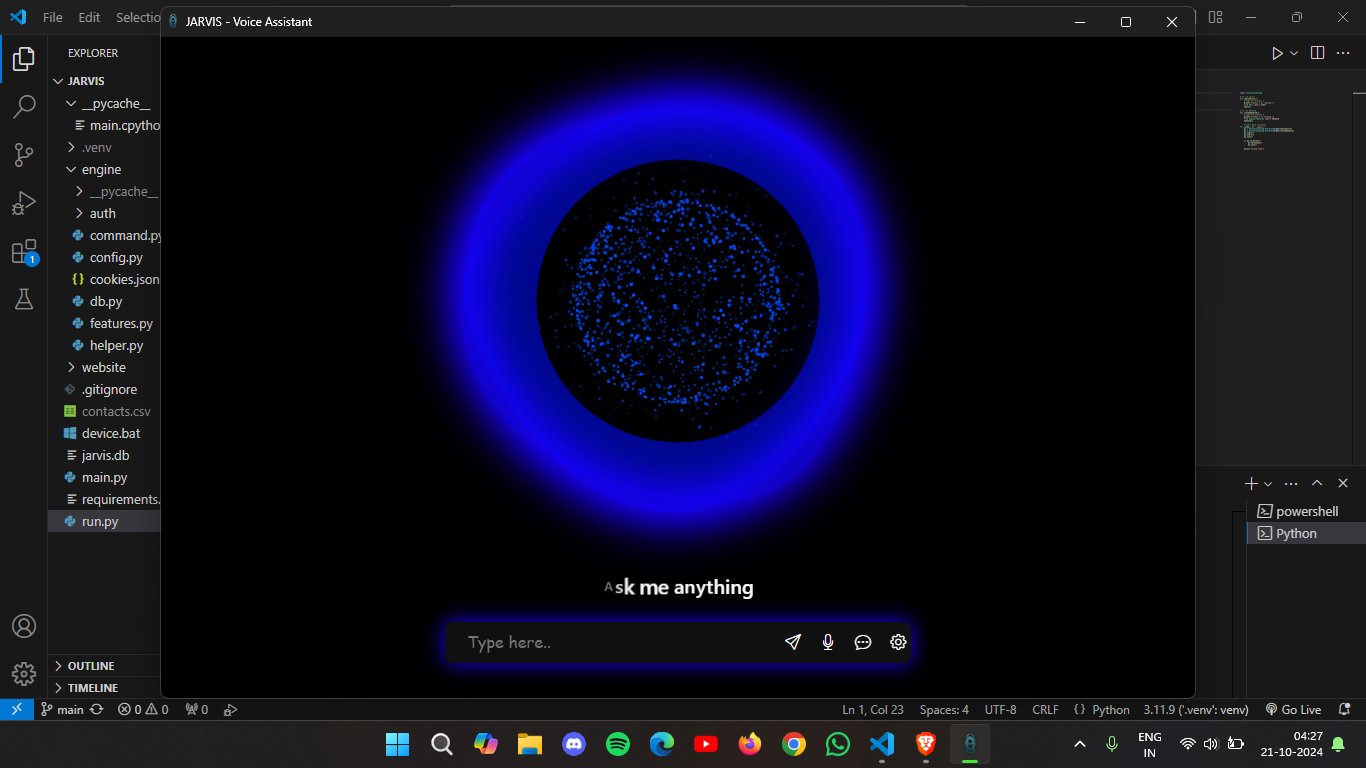 File Edit Selectio
JARVIS - Voice Assistant
EXPLORER
JARVIS
__pycache__
main.cpytho
.venv
engine
__pycache__
auth
command.py
config.py
cookies.json
db.py
features.py
helper.py
website
.gitignore
contacts.csv
device.bat
jarvis.db
main.py
requirements.
run.py
OUTLINE
TIMELINE
1
Ask me anything
Type here..
powershell
Python
main
0 0
0
Ln 1, Col 23
Spaces: 4
UTF-8
CRLF
Python
3.11.9 ('.venv': venv)
Go Live
ENG
IN
04:27
21-10-2024